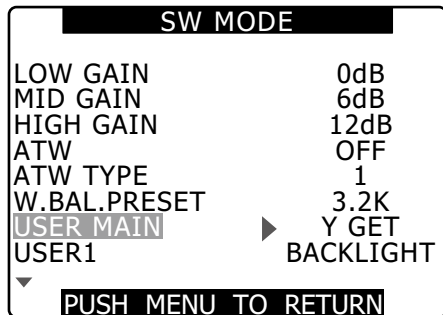 SW MODE
LOW GAIN 0dB
MID GAIN 6dB
HIGH GAIN 12dB
ATW OFF
ATW TYPE 1
W.BAL.PRESET 3.2K
USER MAIN Y GET
USER1 BACKLIGHT
PUSH MENU TO RETURN